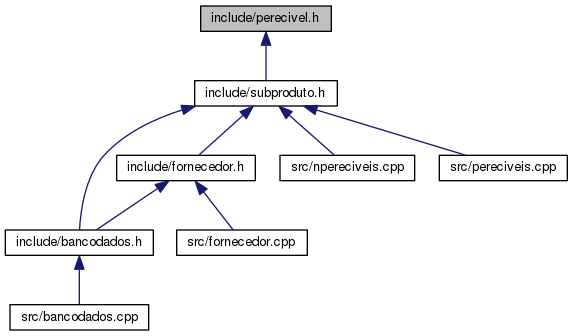 include/perecivel.h
include/subproduto.h
include/fornecedor.h
src/npereciveis.cpp
src/pereciveis.cpp
include/bancodados.h
src/fornecedor.cpp
src/bancodados.cpp